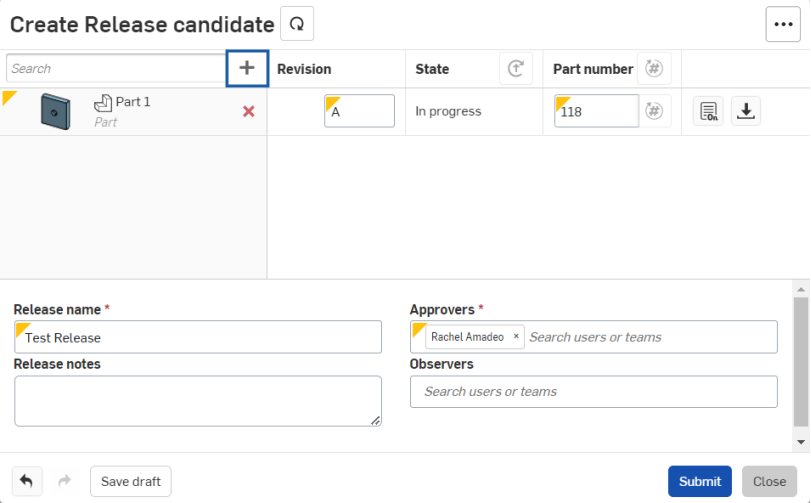 Create Release candidate
Search
Revision
State
Part number
Part 1
Part
A
In progress
118
Release name *
Test Release
Release notes
Approvers *
Rachel Amadeo × Search users or teams
Observers
Search users or teams
Save draft
Submit
Close